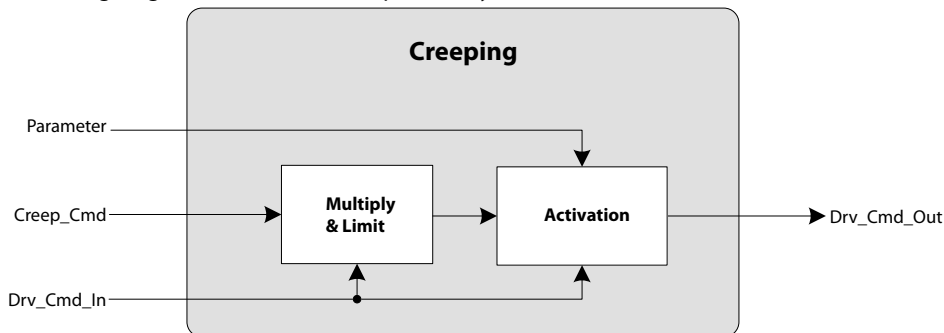 Creeping
Parameter
Creep_Cmd
Multiply
& Limit
Activation
Drv_Cmd_Out
Drv_Cmd_In